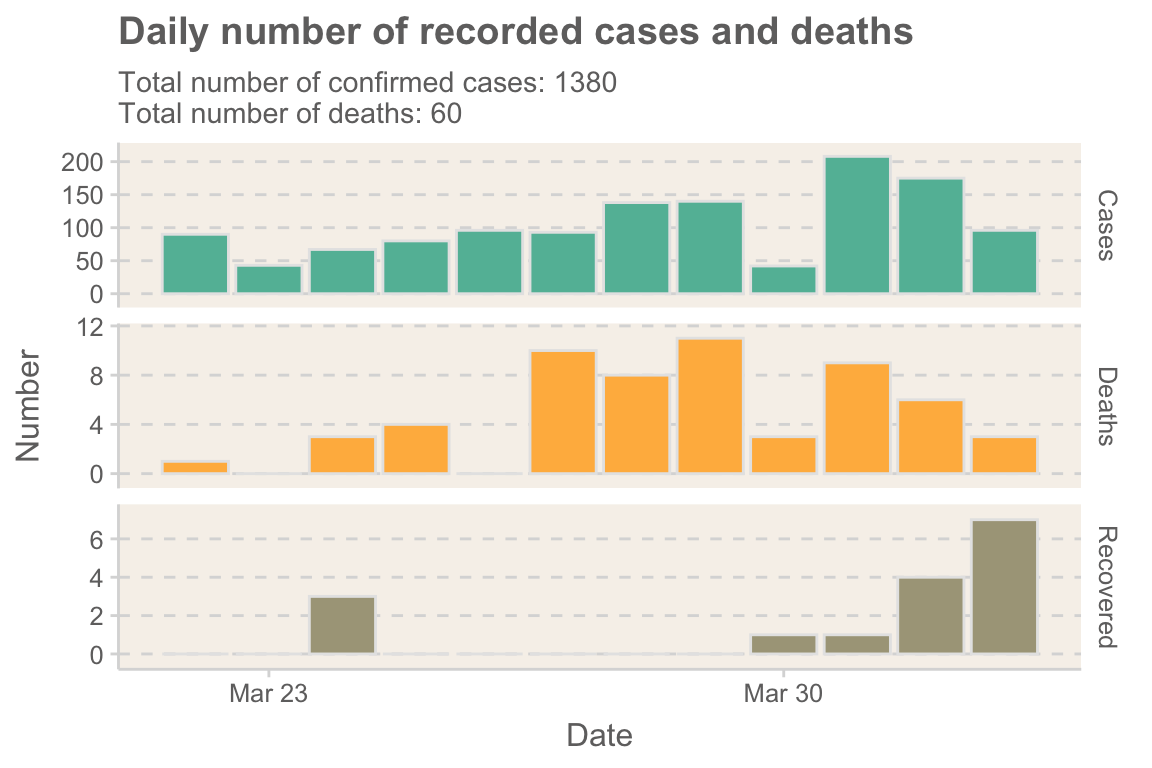 Daily number of recorded cases and deaths
Total number of confirmed cases: 1380
Total number of deaths: 60
200
150
100
50
0
Cases
12
8
4
0
Deaths
6
4
2
0
Recovered
Number
Mar 23
Mar 30
Date